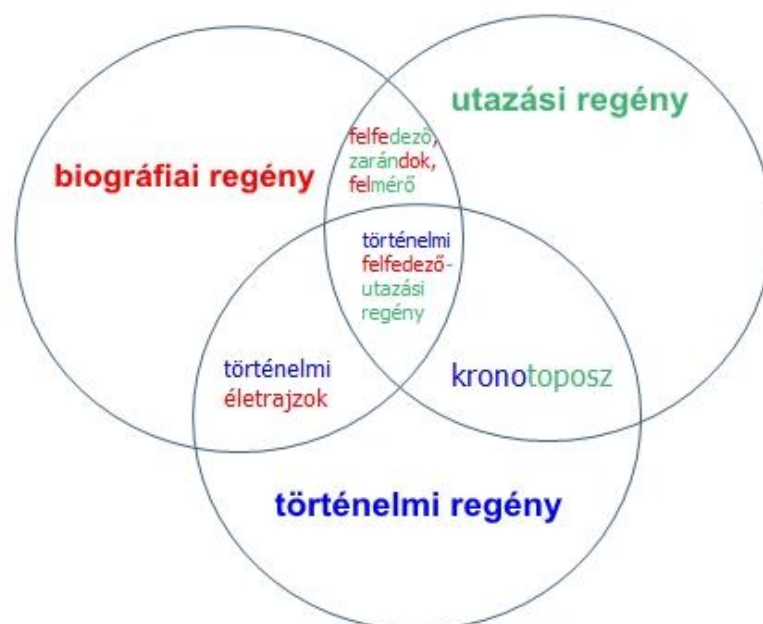 utazási regény
felfedező,
zarándok,
felmérő
biográfiai regény
történelmi
felfedező-
utazási
regény
történelmi
életrajzok
kronotoposz
történelmi regény